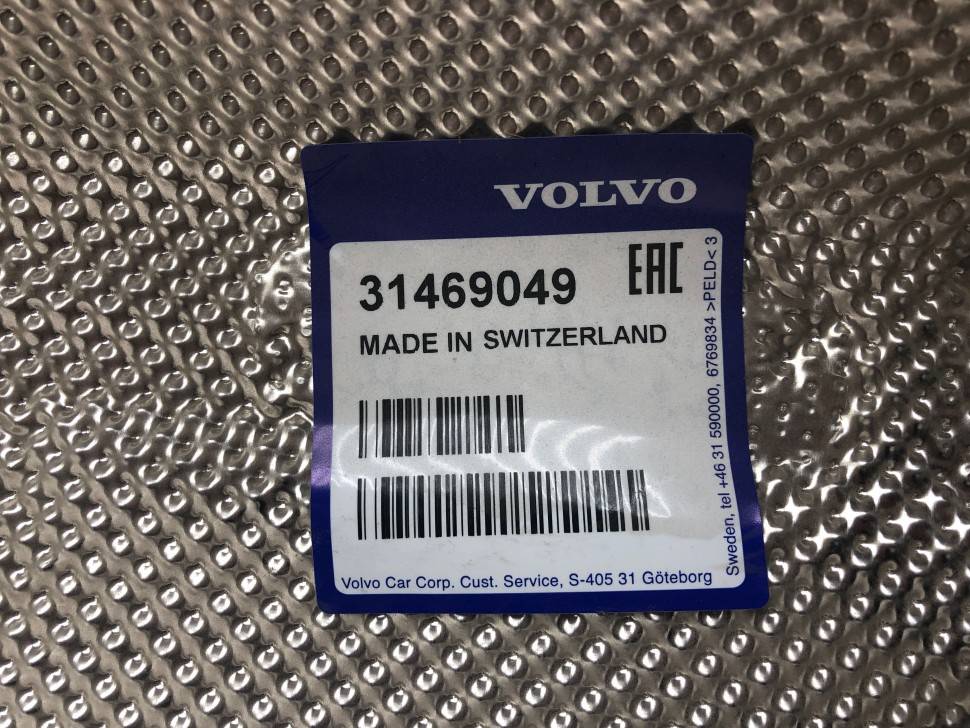 VOLVO
31469049 EAC
MADE IN SWITZERLAND
Volvo Car Corp. Cust. Service, S-405 31 Göteborg
Sweden, tel +46 31 590000, 6769834 >PELD< 3